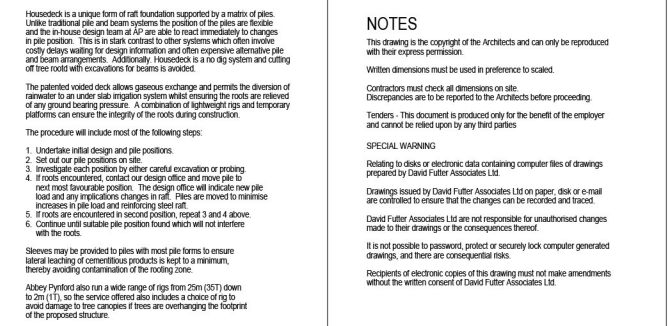 Housedeck is a unique form of raft foundation supported by a matrix of piles.
Unlike traditional pile and beam systems the position of the piles are flexible
and the in-house design team at AP are able to react immediately to changes
in pile position. This is in stark contrast to other systems which often involve
costly delays waiting for design information and often expensive alternative pile
and beam arrangements. Additionally. Housedeck is a no dig system and cutting
off tree rootd with excavations for beams is avoided.
The patented voided deck allows gaseous exchange and permits the diversion of
rainwater to an under slab irrigation system whilst ensuring the roots are relieved
of any ground bearing pressure. A combination of lightweight rigs and temporary
platforms can ensure the integrity of the roots during construction.
The procedure will include most of the following steps:
1. Undertake initial design and pile positions.
2. Set out our pile positions on site.
3. Investigate each position by either careful excavation or probing.
4. If roots encountered, contact our design office and move pile to
next most favourable position. The design office will indicate new pile
load and any implications changes in raft. Piles are moved to minimise
increases in pile load and reinforcing steel raft.
5. If roots are encountered in second position, repeat 3 and 4 above.
6. Continue until suitable pile position found which will not interfere
with the roots.
Sleeves may be provided to piles with most pile forms to ensure
lateral leaching of cementitious products is kept to a minimum,
thereby avoiding contamination of the rooting zone.
Abbey Pynford also run a wide range of rigs from 25m (35T) down
to 2m (1T), so the service offered also includes a choice of rig to
avoid damage to tree canopies if trees are overhanging the footprint
of the proposed structure.
NOTES
This drawing is the copyright of the Architects and can only be reproduced
with their express permission.
Written dimensions must be used in preference to scaled.
Contractors must check all dimensions on site.
Discrepancies are to be reported to the Architects before proceeding.
Tenders - This document is produced only for the benefit of the employer
and cannot be relied upon by any third parties
SPECIAL WARNING
Relating to disks or electronic data containing computer files of drawings
prepared by David Futter Associates Ltd.
Drawings issued by David Futter Associates Ltd on paper, disk or e-mail
are controlled to ensure that the changes can be recorded and traced.
David Futter Associates Ltd are not responsible for unauthorised changes
made to their drawings or the consequences thereof.
It is not possible to password, protect or securely lock computer generated
drawings, and there are consequential risks.
Recipients of electronic copies of this drawing must not make amendments
without the written consent of David Futter Associates Ltd.